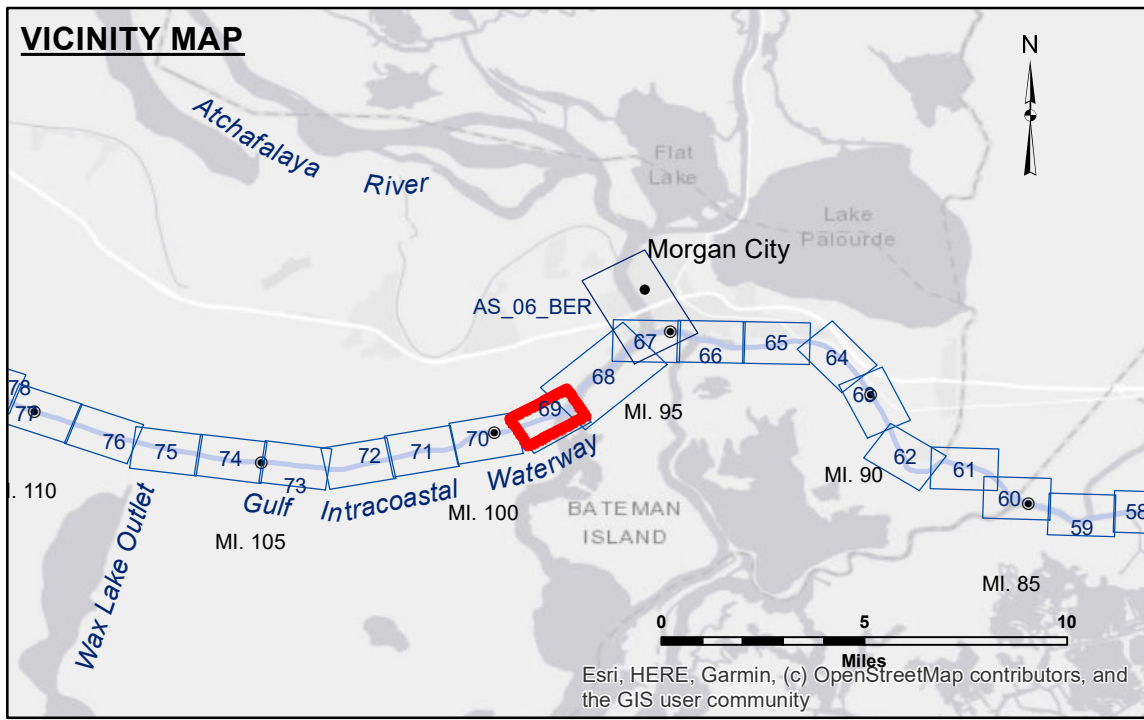 VICINITY MAP
N
Atchafalaya
River
Flat
Lake
Lake
Palourde
Morgan City
AS_06_BER
67
66
65
64
63
68
69
MI. 95
78
77
76
75
74
73
72
71
70
62
61
60
59
58
MI. 90
Gulf
Intracoastal
Waterway
MI. 100
MI. 105
I. 110
Wax Lake Outlet
BATEMAN
ISLAND
MI. 85
0
5
10
Miles
Esri, HERE, Garmin, (c) OpenStreetMap contributors, and
the GIS user community